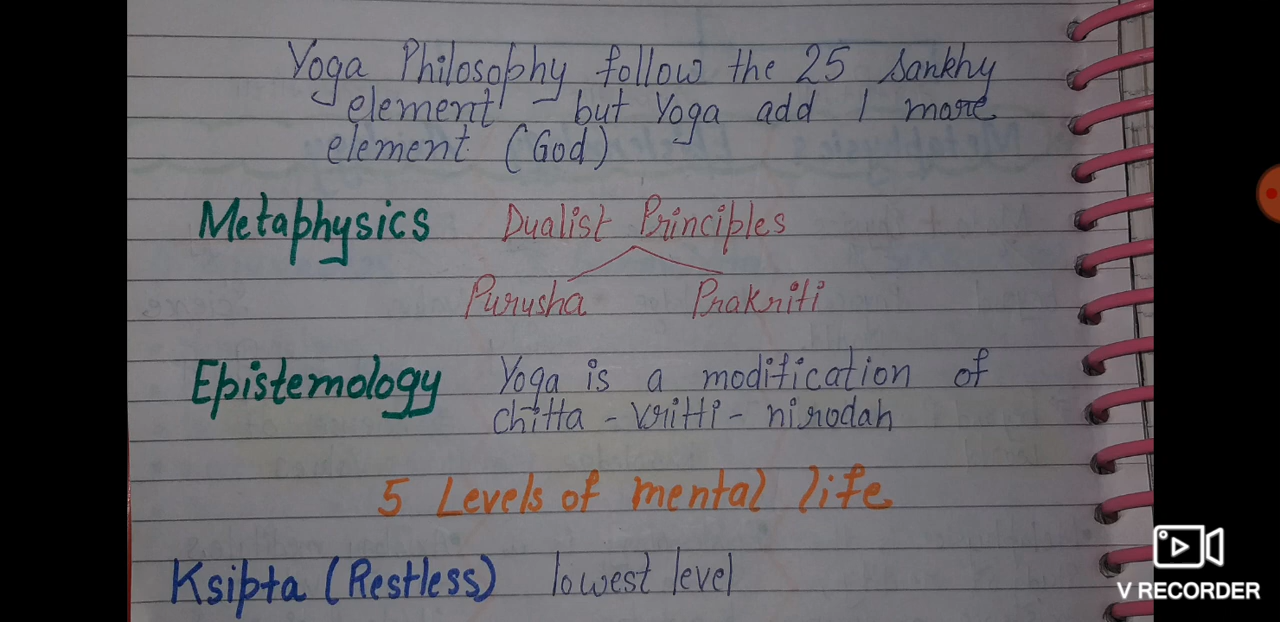 Yoga Philosophy follow the 25 Sankhy
element - but Yoga add 1 more
element (God)
Metaphysics Dualist Principles
Purusha Prakriti
Epistemology Yoga is a modification of
chitta - vritti - nirodah
5 Levels of mental life
Ksipta (Restless) lowest level
V RECORDER